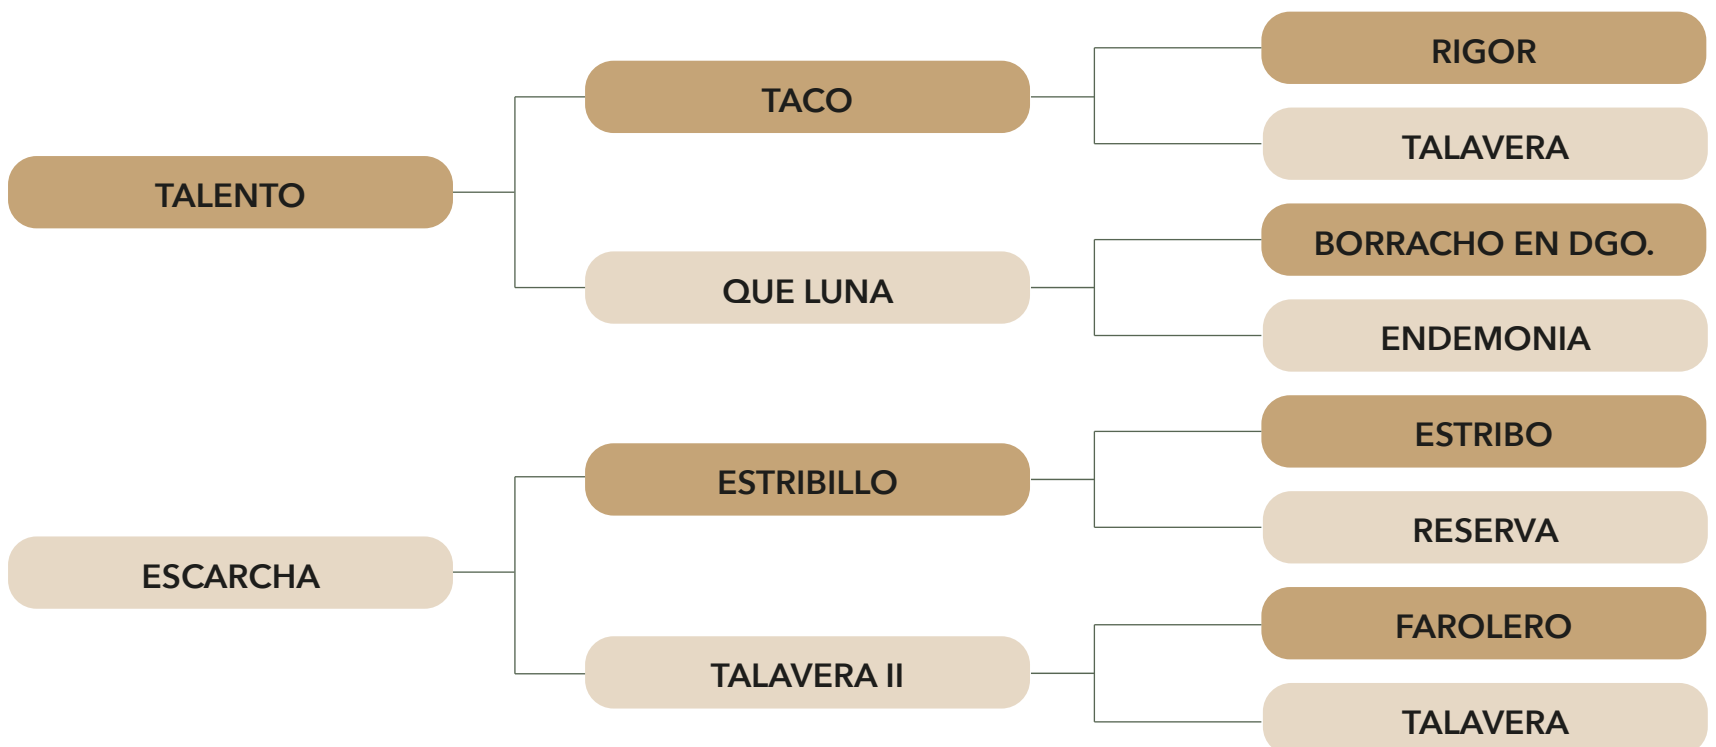 RIGOR
TACO
TALAVERA
TALENTO
BORRACHO EN DGO.
QUE LUNA
ENDEMONIA
ESTRIBO
ESTRIBILLO
RESERVA
ESCARCHA
FAROLERO
TALAVERA II
TALAVERA